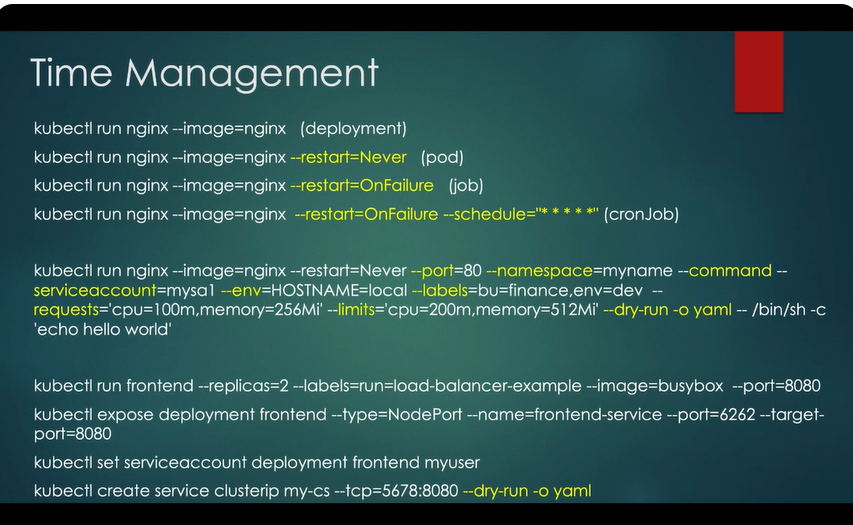 Time Management
kubectl run nginx --image=nginx (deployment)
kubectl run nginx --image=nginx --restart=Never (pod)
kubectl run nginx --image=nginx --restart=OnFailure (job)
kubectl run nginx --image=nginx --restart=OnFailure --schedule="* * * * *" (cronJob)
kubectl run nginx --image=nginx --restart=Never --port=80 --namespace=myname --command --
serviceaccount=mysa1 --env=HOSTNAME=local --labels=bu=finance,env=dev --
requests='cpu=100m,memory=256Mi' --limits='cpu=200m,memory=512Mi' --dry-run -o yaml -- /bin/sh -c
'echo hello world'
kubectl run frontend --replicas=2 --labels=run=load-balancer-example --image=busybox --port=8080
kubectl expose deployment frontend --type=NodePort --name=frontend-service --port=6262 --target-
port=8080
kubectl set serviceaccount deployment frontend myuser
kubectl create service clusterip my-cs --tcp=5678:8080 --dry-run -o yaml